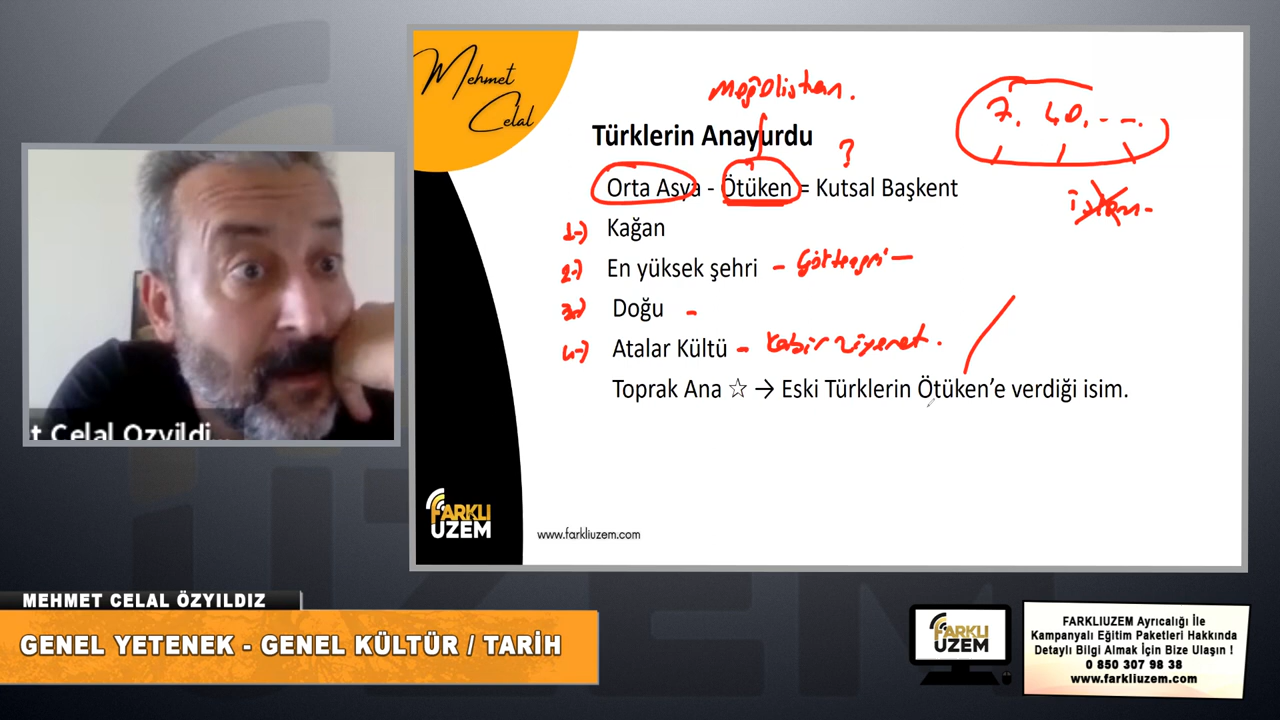 Mehmet
Celal
Moğolistan.
7. 40. - -.
Türklerin Anayurdu
?
Orta Asya - Ötüken = Kutsal Başkent
İslam-
1-) Kağan
2-) En yüksek şehri - Göktengri -
3-) Doğu -
4-) Atalar Kültü - Kabir ziyaret.
Toprak Ana ☆ → Eski Türklerin Ötüken’e verdiği isim.
t Celal Ozyildi
FARKLI
UZEM
www.farkliuzem.com
MEHMET CELAL ÖZYILDIZ
GENEL YETENEK - GENEL KÜLTÜR / TARİH
FARKLI
UZEM
FARKLIUZEM Ayrıcalığı İle
Kampanyalı Eğitim Paketleri Hakkında
Detaylı Bilgi Almak İçin Bize Ulaşın !
0 850 307 98 38
www.farkliuzem.com